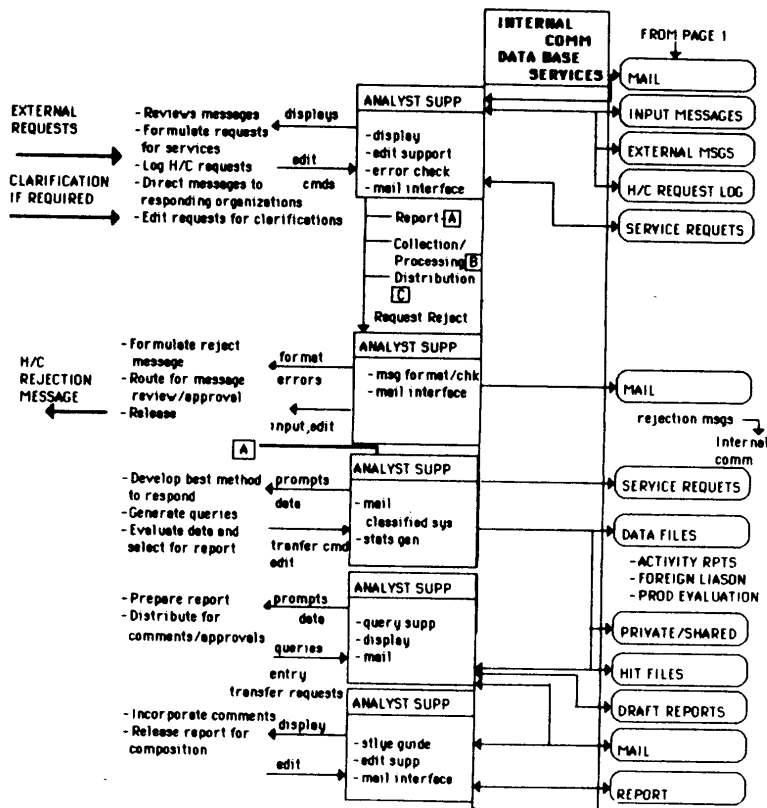 INTERNAL
COMM
DATA BASE
SERVICES
FROM PAGE 1
MAIL
EXTERNAL
REQUESTS
CLARIFICATION
IF REQUIRED
- Reviews messages
- Formulate requests
for services
- Log H/C requests
- Direct messages to
responding organizations
- Edit requests for clarifications
displays
edit
cmds
ANALYST SUPP
- display
- edit support
- error check
- mail interface
INPUT MESSAGES
EXTERNAL MSGS
H/C REQUEST LOG
SERVICE REQUETS
Report- A
Collection/
Processing B
Distribution
C
Request Reject
H/C
REJECTION
MESSAGE
- Formulate reject
message
- Route for message
review/approval
- Release
format
errors
input,edit
ANALYST SUPP
- msg format/chk
- mail interface
MAIL
rejection msgs
Internal
comm
A
- Develop best method
to respond
- Generate queries
- Evaluate data and
select for report
prompts
data
tranfer cmd
edit
ANALYST SUPP
- mail
classified sys
- stats gen
SERVICE REQUETS
DATA FILES
- ACTIVITY RPTS
- FOREIGN LIASON
- PROD EVALUATION
- Prepare report
- Distribute for
comments/approvals
prompts
data
queries
entry
transfer requests
ANALYST SUPP
- query supp
- display
- mail
PRIVATE/SHARED
HIT FILES
DRAFT REPORTS
- Incorporate comments
- Release report for
composition
display
edit
ANALYST SUPP
- stlye guide
- edit supp
- mail interface
MAIL
REPORT